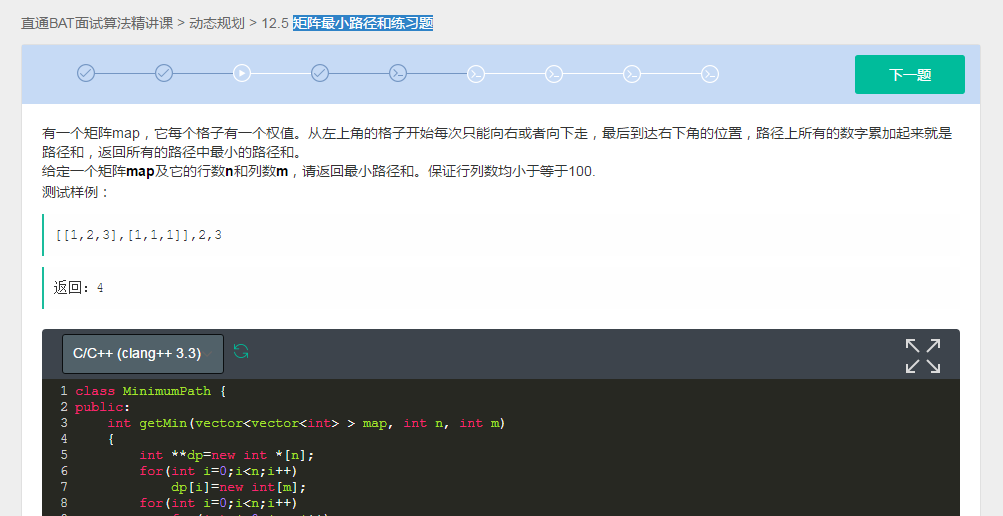 直通BAT面试算法精讲课 > 动态规划 > 12.5 矩阵最小路径和练习题
下一题
有一个矩阵map，它每个格子有一个权值。从左上角的格子开始每次只能向右或者向下走，最后到达右下角的位置，路径上所有的数字累加起来就是
路径和，返回所有的路径中最小的路径和。
给定一个矩阵map及它的行数n和列数m，请返回最小路径和。保证行列数均小于等于100.
测试样例：
[[1,2,3],[1,1,1]],2,3
返回：4
C/C++ (clang++ 3.3)
1 class MinimumPath {
2 public:
3 int getMin(vector<vector<int> > map, int n, int m)
4 {
5 int **dp=new int *[n];
6 for(int i=0;i<n;i++)
7 dp[i]=new int[m];
8 for(int i=0;i<n;i++)